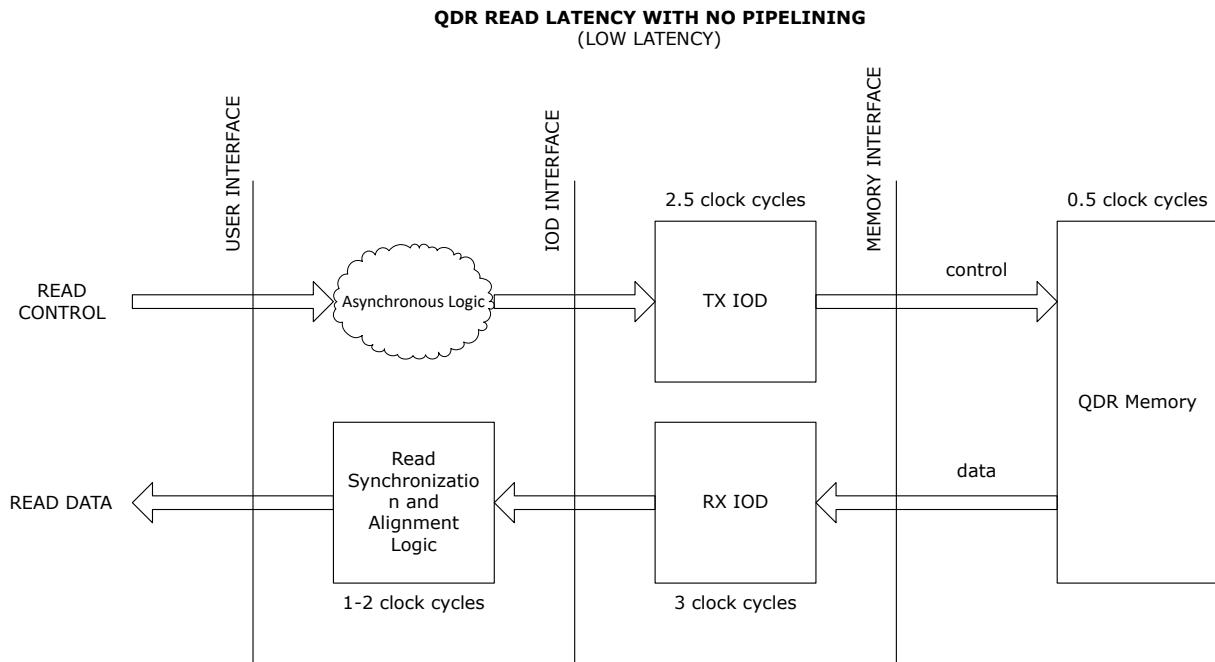 QDR READ LATENCY WITH NO PIPELINING
(LOW LATENCY)
USER INTERFACE
IOD INTERFACE
MEMORY INTERFACE
2.5 clock cycles
0.5 clock cycles
READ
CONTROL
Asynchronous Logic
TX IOD
control
QDR Memory
READ DATA
Read
Synchronizatio
n and
Alignment
Logic
RX IOD
data
1-2 clock cycles
3 clock cycles